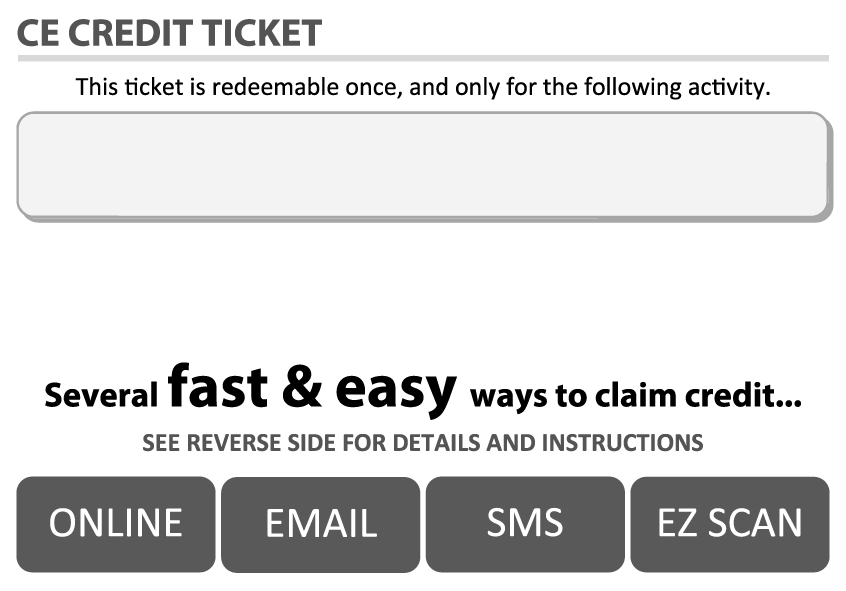 CE CREDIT TICKET
This ticket is redeemable once, and only for the following activity.
Several fast & easy ways to claim credit...
SEE REVERSE SIDE FOR DETAILS AND INSTRUCTIONS
ONLINE EMAIL SMS EZ SCAN